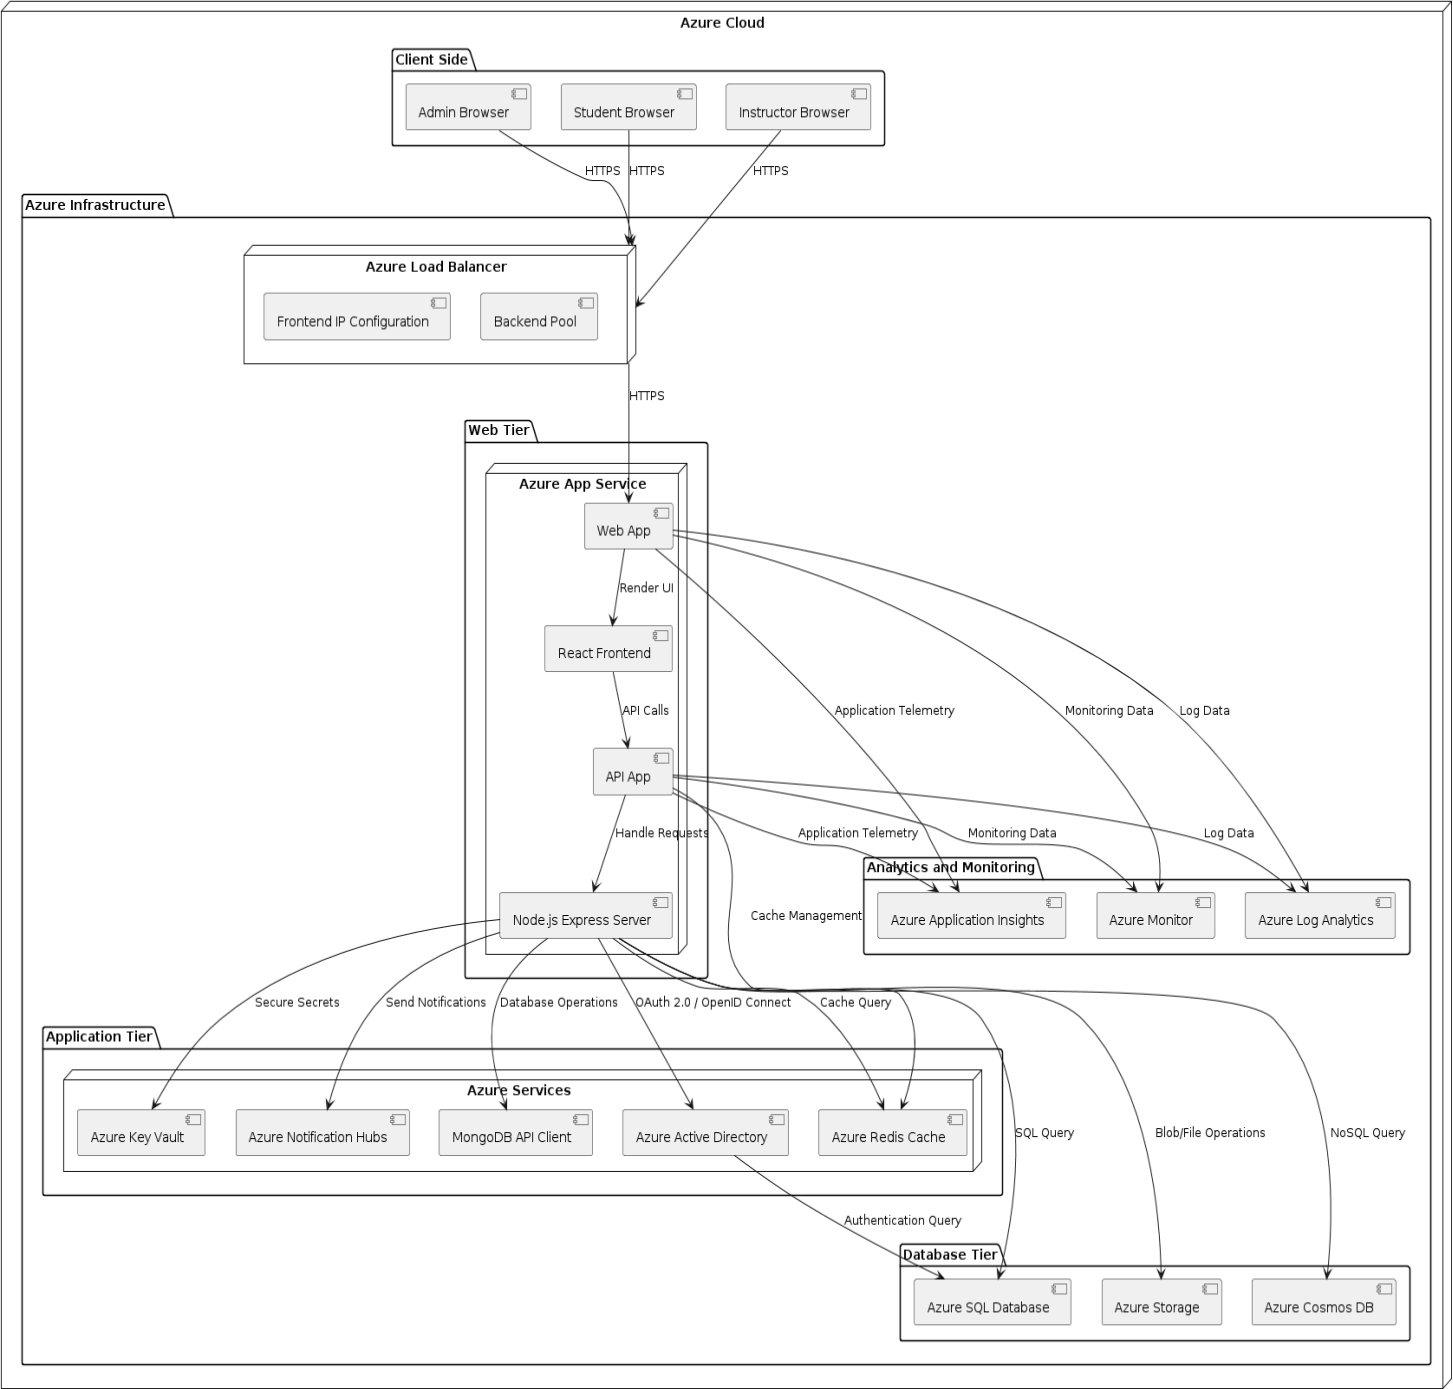 Azure Cloud
Client Side
Admin Browser
Student Browser
Instructor Browser
HTTPS
HTTPS
HTTPS
Azure Infrastructure
Azure Load Balancer
Frontend IP Configuration
Backend Pool
HTTPS
Web Tier
Azure App Service
Web App
Render UI
React Frontend
API Calls
Application Telemetry
Monitoring Data
Log Data
API App
Handle Requests
Application Telemetry
Monitoring Data
Log Data
Analytics and Monitoring
Node.js Express Server
Cache Management
Azure Application Insights
Azure Monitor
Azure Log Analytics
Secure Secrets
Send Notifications
Database Operations
OAuth 2.0 / OpenID Connect
Cache Query
Application Tier
Azure Services
Azure Key Vault
Azure Notification Hubs
MongoDB API Client
Azure Active Directory
Azure Redis Cache
SQL Query
Blob/File Operations
NoSQL Query
Authentication Query
Database Tier
Azure SQL Database
Azure Storage
Azure Cosmos DB